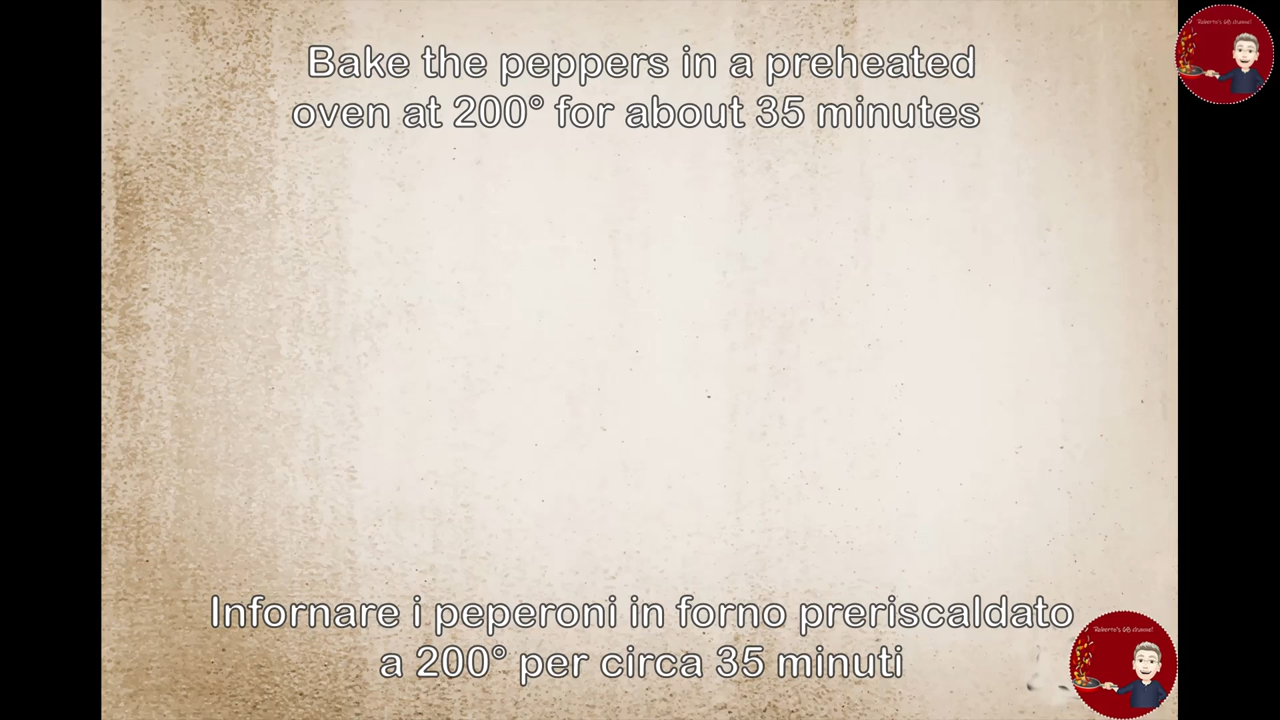 Bake the peppers in a preheated
oven at 200° for about 35 minutes
Infornare i peperoni in forno preriscaldato
a 200° per circa 35 minuti